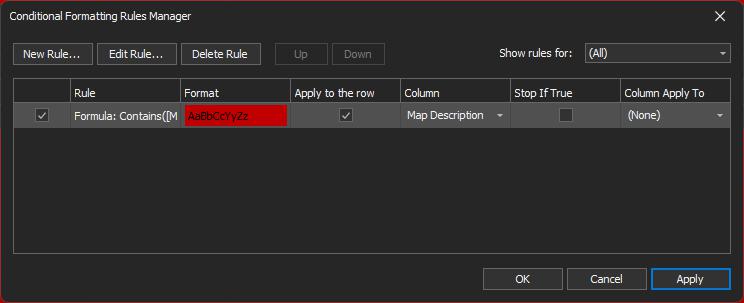 Conditional Formatting Rules Manager
New Rule... Edit Rule... Delete Rule Up Down Show rules for: (All)
Rule Format Apply to the row Column Stop If True Column Apply To
Formula: Contains([M AaBbCcYyZz Map Description (None)
OK Cancel Apply